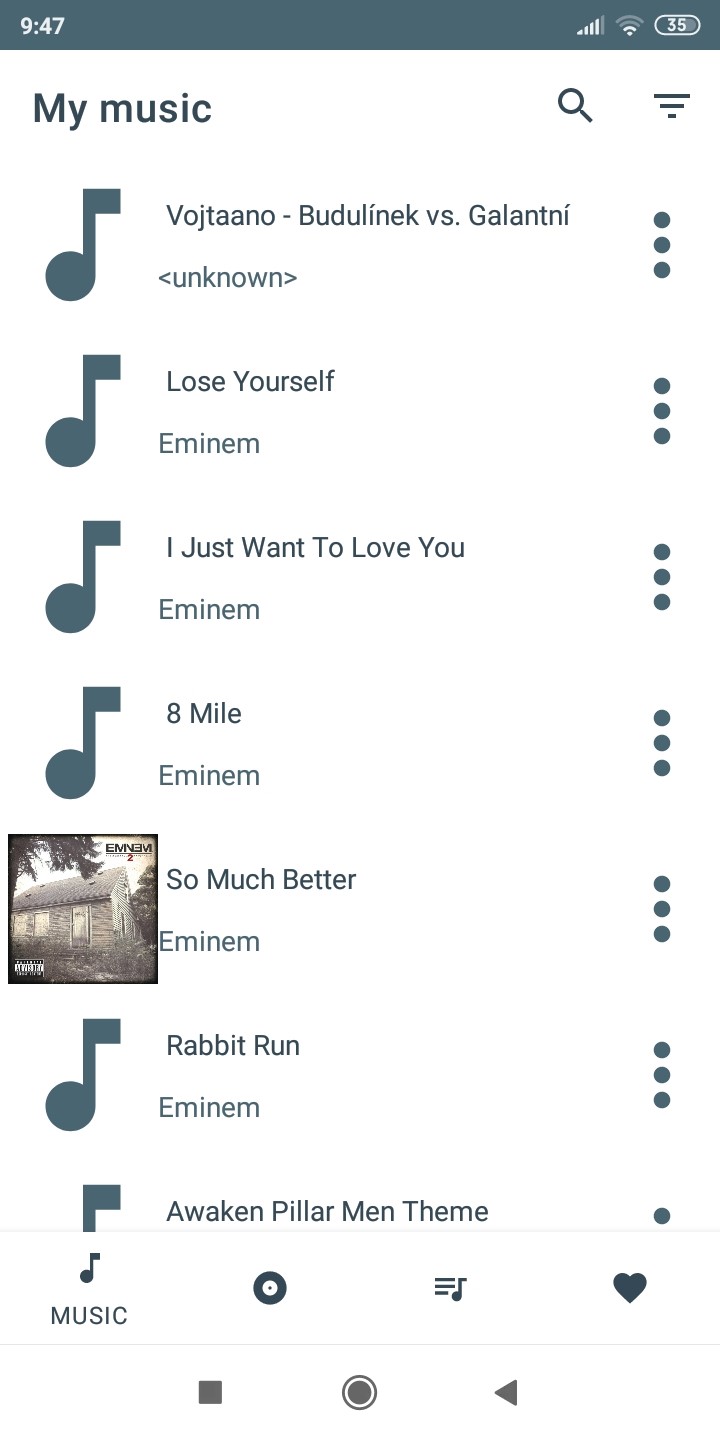 9:47
35
My music
Vojtaano - Budulínek vs. Galantní
<unknown>
Lose Yourself
Eminem
I Just Want To Love You
Eminem
8 Mile
Eminem
EMINEM
2
So Much Better
Eminem
Rabbit Run
Eminem
Awaken Pillar Men Theme
MUSIC